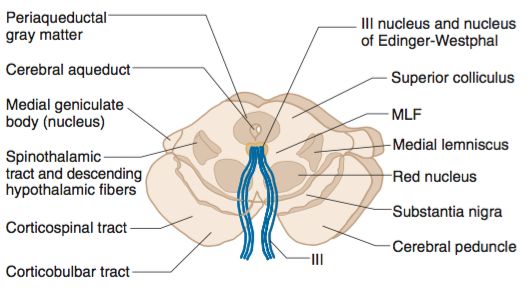 Periaqueductal
gray matter
Cerebral aqueduct
Medial geniculate
body (nucleus)
Spinothalamic
tract and descending
hypothalamic fibers
Corticospinal tract
Corticobulbar tract
III nucleus and nucleus
of Edinger-Westphal
Superior colliculus
MLF
Medial lemniscus
Red nucleus
Substantia nigra
Cerebral peduncle
III